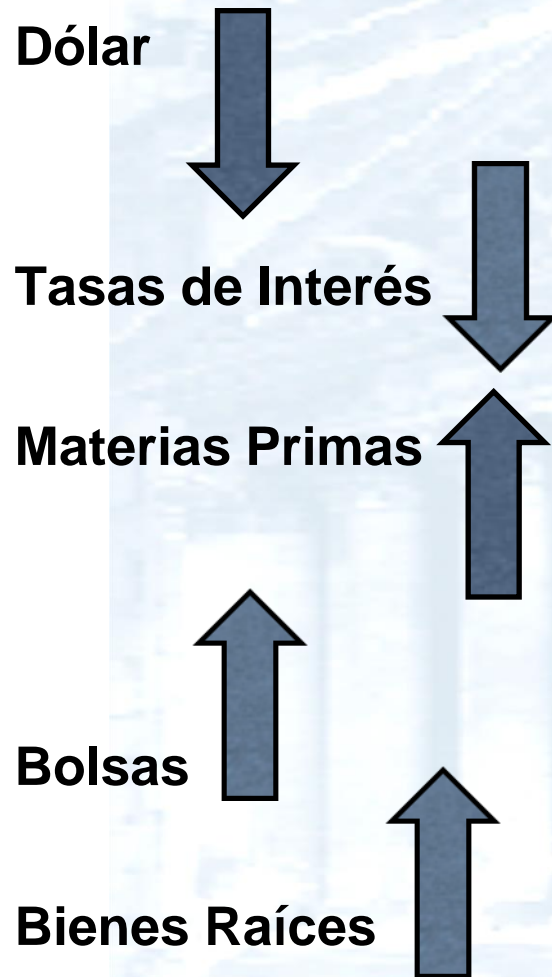 Dólar
Tasas de Interés
Materias Primas
Bolsas
Bienes Raíces